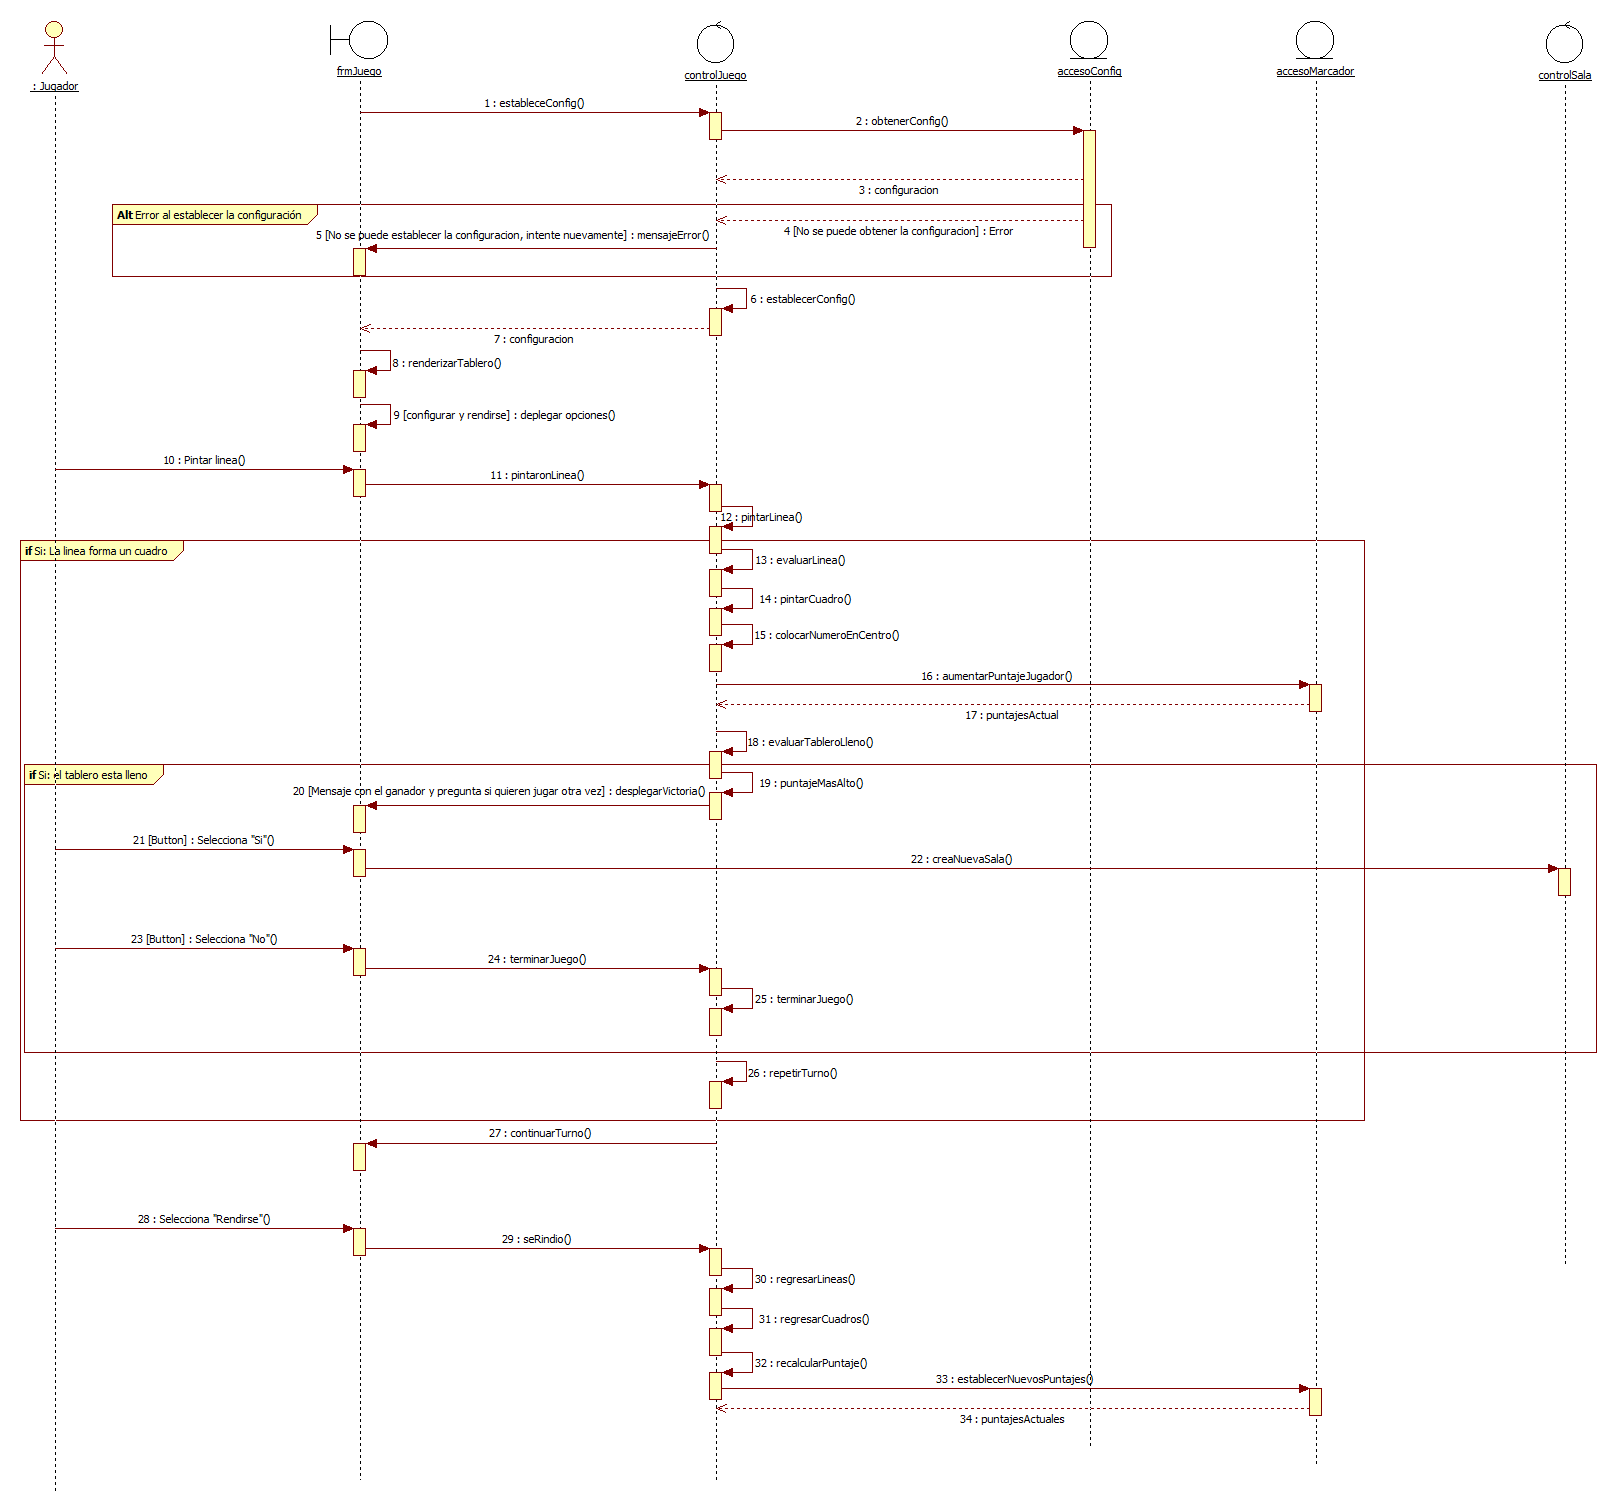 : Jugador
frmJuego
controlJuego
accesoConfig
accesoMarcador
controlSala
1 : estableceConfig()
2 : obtenerConfig()
3 : configuracion
Alt Error al establecer la configuración
4 [No se puede obtener la configuracion] : Error
5 [No se puede establecer la configuracion, intente nuevamente] : mensajeError()
6 : establecerConfig()
7 : configuracion
8 : renderizarTablero()
9 [configurar y rendirse] : deplegar opciones()
10 : Pintar linea()
11 : pintaronLinea()
12 : pintarLinea()
if Si: La linea forma un cuadro
13 : evaluarLinea()
14 : pintarCuadro()
15 : colocarNumeroEnCentro()
16 : aumentarPuntajeJugador()
17 : puntajesActual
18 : evaluarTableroLleno()
if Si: el tablero esta lleno
19 : puntajeMasAlto()
20 [Mensaje con el ganador y pregunta si quieren jugar otra vez] : desplegarVictoria()
21 [Button] : Selecciona "Si"()
22 : creaNuevaSala()
23 [Button] : Selecciona "No"()
24 : terminarJuego()
25 : terminarJuego()
26 : repetirTurno()
27 : continuarTurno()
28 : Selecciona "Rendirse"()
29 : seRindio()
30 : regresarLineas()
31 : regresarCuadros()
32 : recalcularPuntaje()
33 : establecerNuevosPuntajes()
34 : puntajesActuales